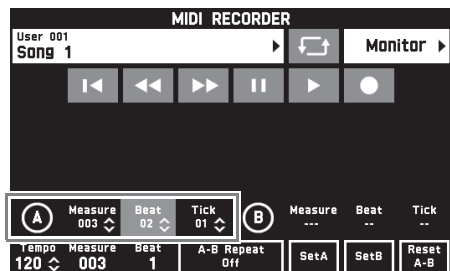 MIDI RECORDER
User 001
Song 1
Monitor
A Measure Beat Tick B Measure Beat Tick
003 02 01 --- -- --
Tempo Measure Beat A-B Repeat SetA SetB Reset
120 003 1 Off A-B